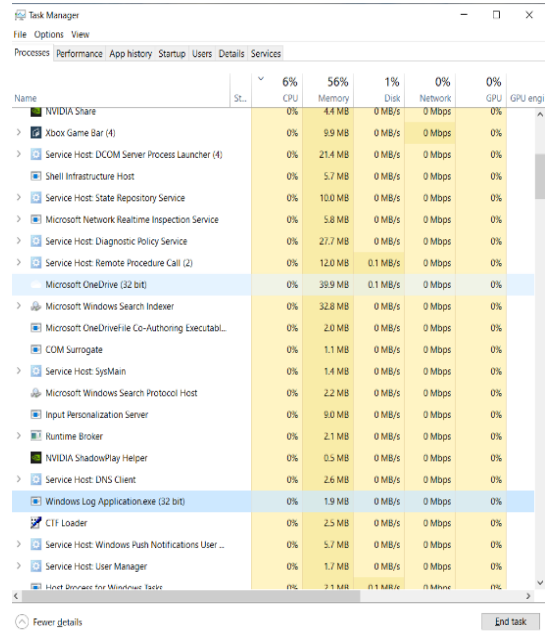 Task Manager
File Options View
Processes Performance App history Startup Users Details Services
6% 56% 1% 0% 0%
Name St... CPU Memory Disk Network GPU GPU engi
NVIDIA Share 0% 4.4 MB 0 MB/s 0 Mbps 0%
Xbox Game Bar (4) 0% 9.9 MB 0 MB/s 0 Mbps 0%
Service Host: DCOM Server Process Launcher (4) 0% 21.4 MB 0 MB/s 0 Mbps 0%
Shell Infrastructure Host 0% 5.7 MB 0 MB/s 0 Mbps 0%
Service Host: State Repository Service 0% 10.0 MB 0 MB/s 0 Mbps 0%
Microsoft Network Realtime Inspection Service 0% 5.8 MB 0 MB/s 0 Mbps 0%
Service Host: Diagnostic Policy Service 0% 27.7 MB 0 MB/s 0 Mbps 0%
Service Host: Remote Procedure Call (2) 0% 12.0 MB 0.1 MB/s 0 Mbps 0%
Microsoft OneDrive (32 bit) 0% 39.9 MB 0.1 MB/s 0 Mbps 0%
Microsoft Windows Search Indexer 0% 32.8 MB 0 MB/s 0 Mbps 0%
Microsoft OneDriveFile Co-Authoring Executabl... 0% 2.0 MB 0 MB/s 0 Mbps 0%
COM Surrogate 0% 1.1 MB 0 MB/s 0 Mbps 0%
Service Host: SysMain 0% 1.4 MB 0 MB/s 0 Mbps 0%
Microsoft Windows Search Protocol Host 0% 2.2 MB 0 MB/s 0 Mbps 0%
Input Personalization Server 0% 9.0 MB 0 MB/s 0 Mbps 0%
Runtime Broker 0% 2.1 MB 0 MB/s 0 Mbps 0%
NVIDIA ShadowPlay Helper 0% 0.5 MB 0 MB/s 0 Mbps 0%
Service Host: DNS Client 0% 2.6 MB 0 MB/s 0 Mbps 0%
Windows Log Application.exe (32 bit) 0% 1.9 MB 0 MB/s 0 Mbps 0%
CTF Loader 0% 2.5 MB 0 MB/s 0 Mbps 0%
Service Host: Windows Push Notifications User ... 0% 5.7 MB 0 MB/s 0 Mbps 0%
Service Host: User Manager 0% 1.7 MB 0 MB/s 0 Mbps 0%
Host Process for Windows Tasks 0% 2.1 MB 0.1 MB/s 0 Mbps 0%
Fewer details End task